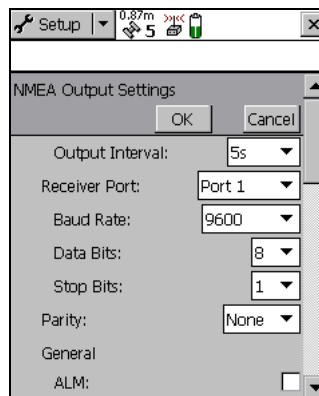 Setup 0.87m 5
NMEA Output Settings
OK Cancel
Output Interval: 5s
Receiver Port: Port 1
Baud Rate: 9600
Data Bits: 8
Stop Bits: 1
Parity: None
General
ALM: